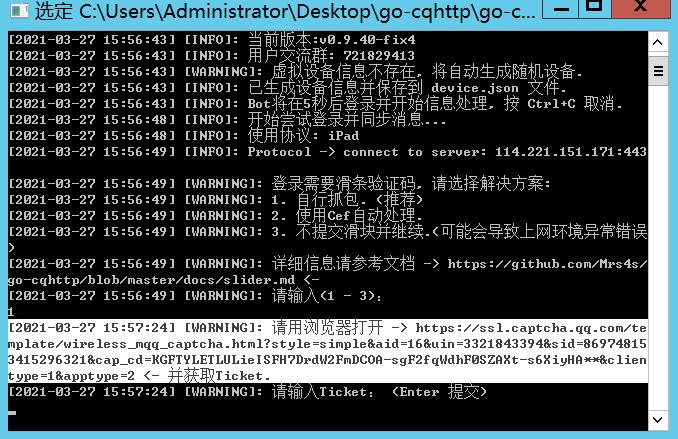 选定 C:\Users\Administrator\Desktop\go-cqhttp\go-c...
[2021-03-27 15:56:43] [INFO]: 当前版本:v0.9.40-fix4
[2021-03-27 15:56:43] [INFO]: 用户交流群: 721829413
[2021-03-27 15:56:43] [WARNING]: 虚拟设备信息不存在, 将自动生成随机设备.
[2021-03-27 15:56:43] [INFO]: 已生成设备信息并保存到 device.json 文件.
[2021-03-27 15:56:43] [INFO]: Bot将在5秒后登录并开始信息处理, 按 Ctrl+C 取消.
[2021-03-27 15:56:48] [INFO]: 开始尝试登录并同步消息...
[2021-03-27 15:56:48] [INFO]: 使用协议: iPad
[2021-03-27 15:56:49] [INFO]: Protocol -> connect to server: 114.221.151.171:443
[2021-03-27 15:56:49] [WARNING]: 登录需要滑条验证码, 请选择解决方案:
[2021-03-27 15:56:49] [WARNING]: 1. 自行抓包. (推荐)
[2021-03-27 15:56:49] [WARNING]: 2. 使用Cef自动处理.
[2021-03-27 15:56:49] [WARNING]: 3. 不提交滑块并继续.(可能会导致上网环境异常错误
)
[2021-03-27 15:56:49] [WARNING]: 详细信息请参考文档 -> https://github.com/Mrs4s/
go-cqhttp/blob/master/docs/slider.md <-
[2021-03-27 15:56:49] [WARNING]: 请输入(1 - 3):
1
[2021-03-27 15:57:24] [WARNING]: 请用浏览器打开 -> https://ssl.captcha.qq.com/te
mplate/wireless_mqq_captcha.html?style=simple&aid=16&uin=3321843394&sid=86974815
3415296321&cap_cd=KGFTYLETLULieISFH7DrdW2FmDCOA-sgF2fqWdhF0SZAXt-s6XiyHA**&clien
type=1&apptype=2 <- 并获取Ticket.
[2021-03-27 15:57:24] [WARNING]: 请输入Ticket: (Enter 提交)